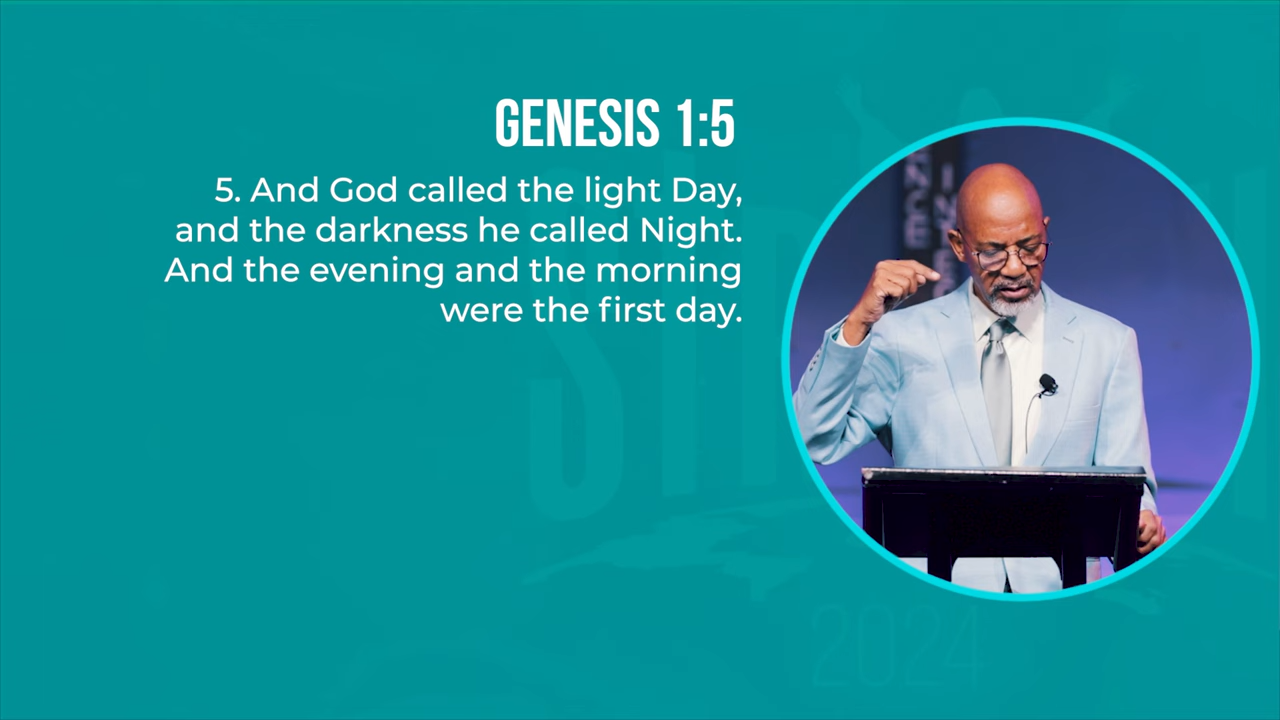 GENESIS 1:5
5. And God called the light Day,
and the darkness he called Night.
And the evening and the morning
were the first day.
2024